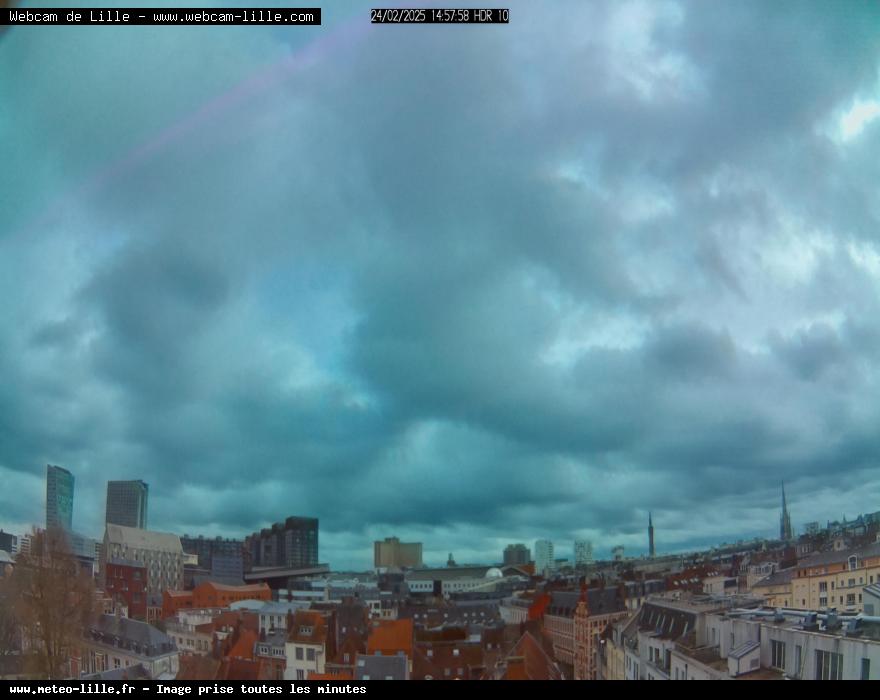 Webcam de Lille - www.webcam-lille.com
24/02/2025 14:57:58 HDR 10
www.meteo-lille.fr - Image prise toutes les minutes